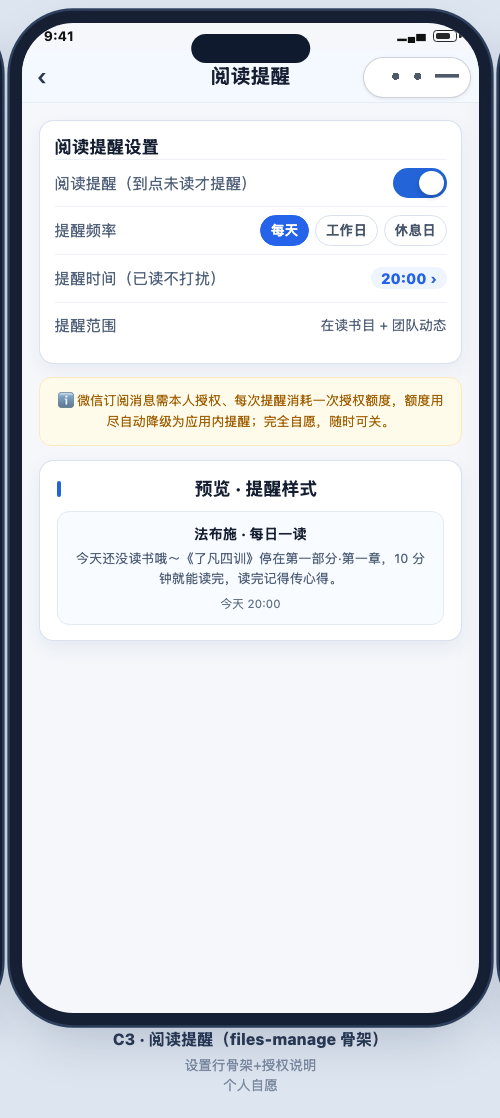 9:41
‹ 阅读提醒
阅读提醒设置
阅读提醒（到点未读才提醒）
提醒频率 每天 工作日 休息日
提醒时间（已读不打扰） 20:00 ›
提醒范围 在读书目 + 团队动态
ℹ️ 微信订阅消息需本人授权、每次提醒消耗一次授权额度，额度用
尽自动降级为应用内提醒；完全自愿，随时可关。
预览 · 提醒样式
法布施 · 每日一读
今天还没读书哦～《了凡四训》停在第一部分·第一章，10 分
钟就能读完，读完记得传心得。
今天 20:00
C3 · 阅读提醒（files-manage 骨架）
设置行骨架+授权说明
个人自愿